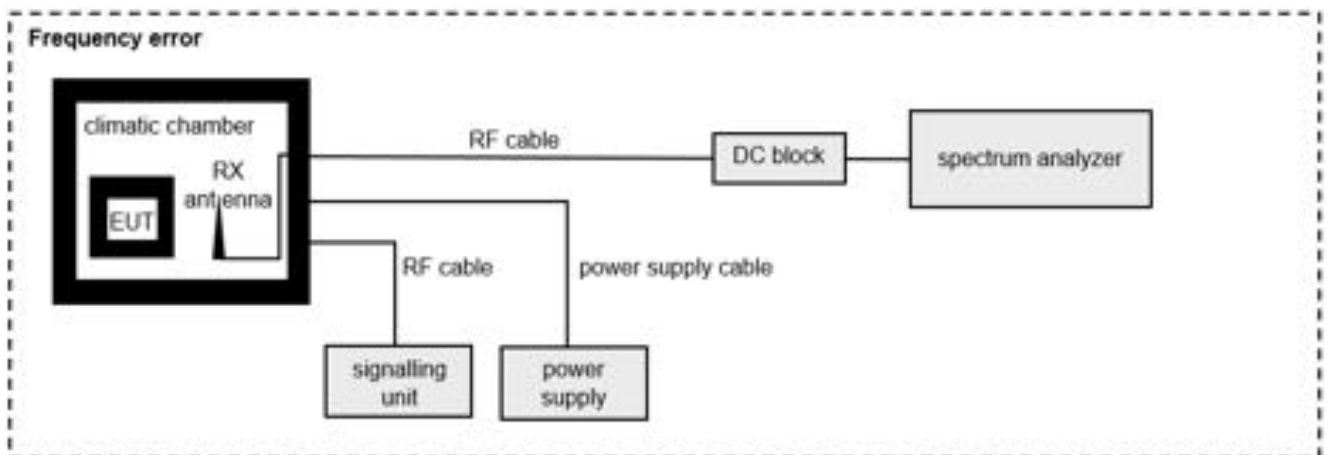 Frequency error
climatic chamber
RX
antenna
EUT
RF cable
DC block
spectrum analyzer
RF cable
power supply cable
signalling
unit
power
supply